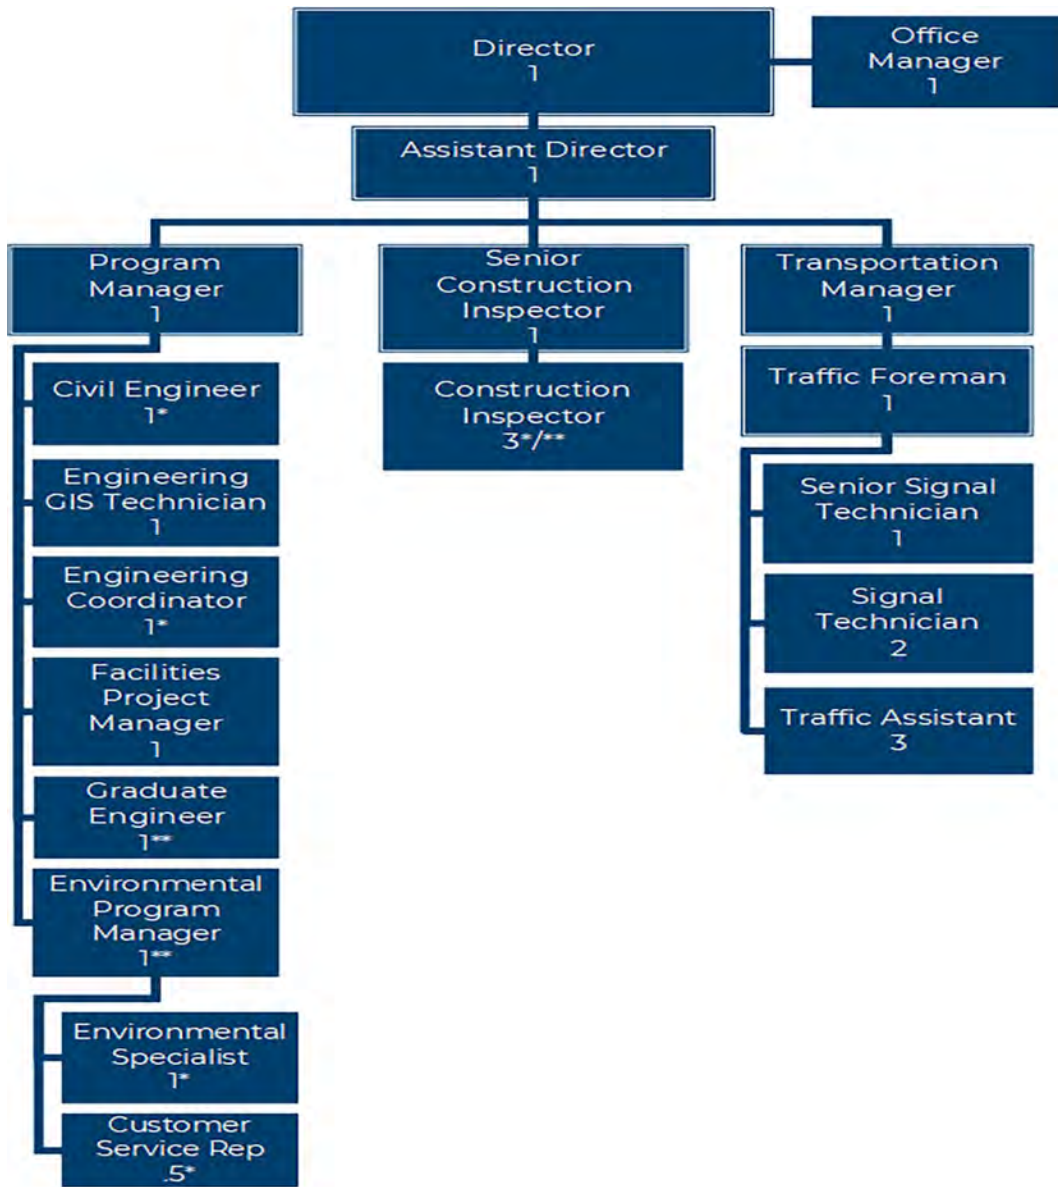 Director
1
Office
Manager
1
Assistant Director
1
Program
Manager
1
Civil Engineer
1*
Engineering
GIS Technician
1
Engineering
Coordinator
1*
Facilities
Project
Manager
1
Graduate
Engineer
1**
Environmental
Program
Manager
1**
Environmental
Specialist
1*
Customer
Service Rep
.5*
Senior
Construction
Inspector
1
Construction
Inspector
3*/**
Transportation
Manager
1
Traffic Foreman
1
Senior Signal
Technician
1
Signal
Technician
2
Traffic Assistant
3